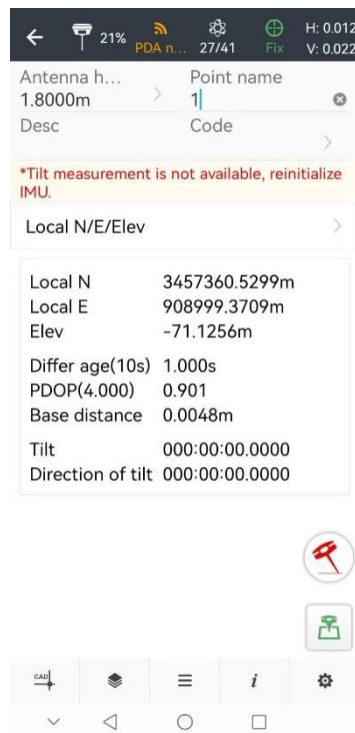 21%
PDA n...
27/41
Fix
H: 0.012
V: 0.022
Antenna h...
1.8000m
Point name
1
Desc
Code
*Tilt measurement is not available, reinitialize
IMU.
Local N/E/Elev
Local N 3457360.5299m
Local E 908999.3709m
Elev -71.1256m
Differ age(10s) 1.000s
PDOP(4.000) 0.901
Base distance 0.0048m
Tilt 000:00:00.0000
Direction of tilt 000:00:00.0000
CAD
i